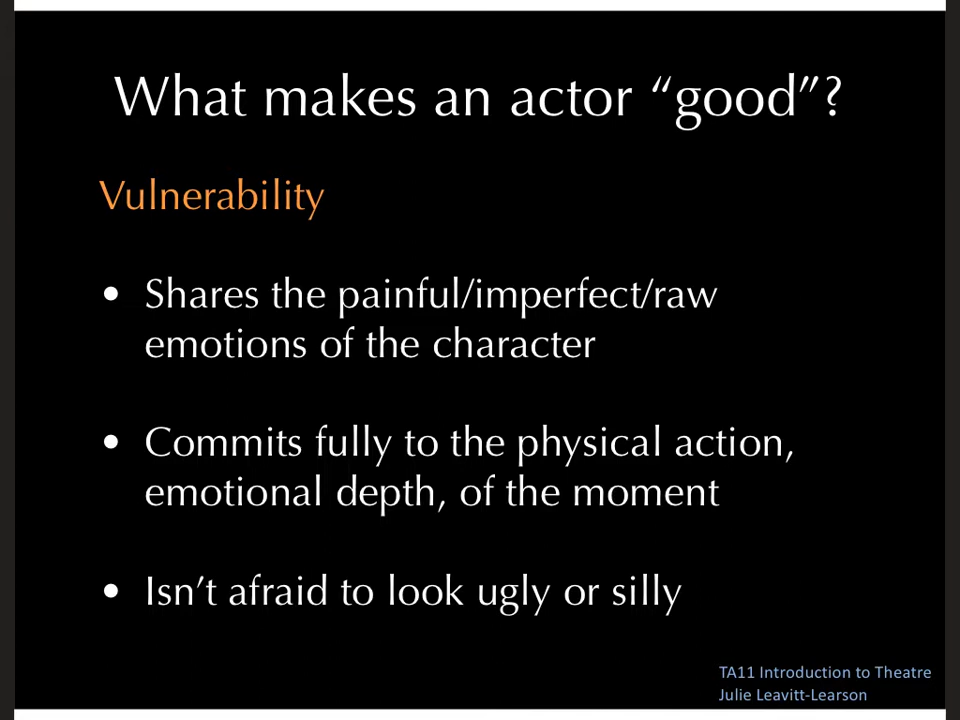 What makes an actor “good”?
Vulnerability
• Shares the painful/imperfect/raw
emotions of the character
• Commits fully to the physical action,
emotional depth, of the moment
• Isn’t afraid to look ugly or silly
TA11 Introduction to Theatre
Julie Leavitt-Learson